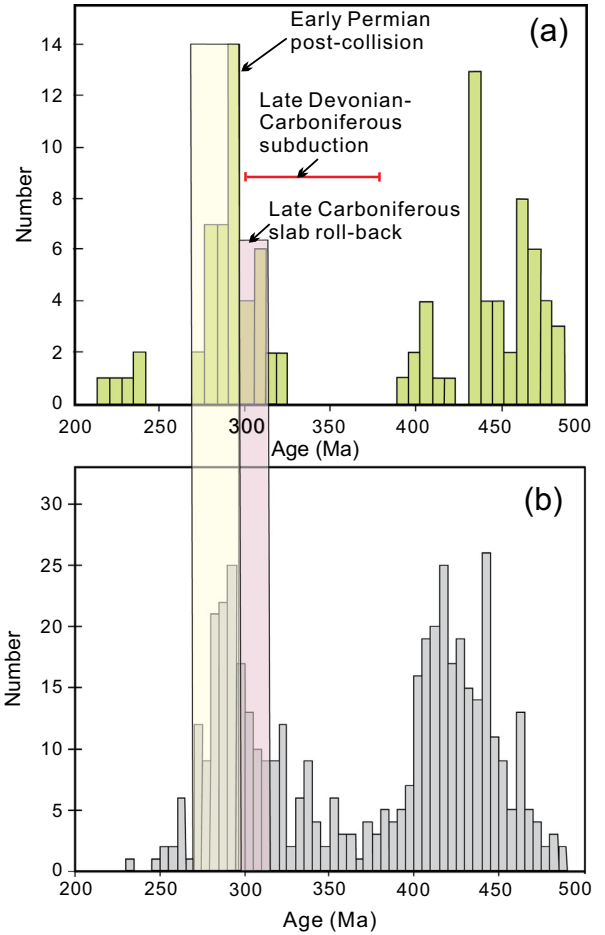 (a)
Early Permian
post-collision
Late Devonian-
Carboniferous
subduction
Late Carboniferous
slab roll-back
Number
14
12
10
8
6
4
2
0
200 250 300 350 400 450 500
Age (Ma)
(b)
Number
30
25
20
15
10
5
0
200 250 300 350 400 450 500
Age (Ma)